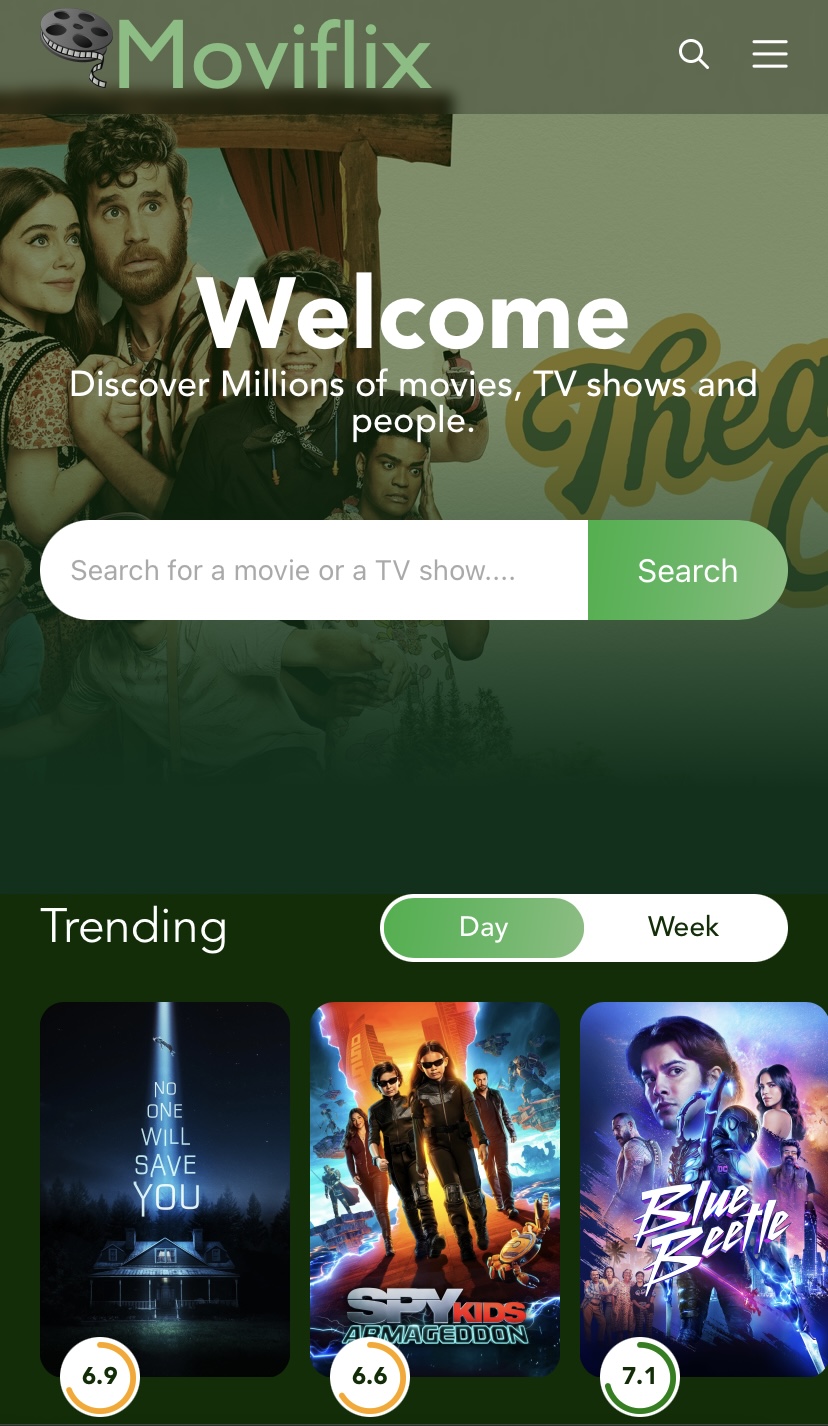 Moviflix
Welcome
Discover Millions of movies, TV shows and
people.
Search for a movie or a TV show....
Search
Trending
Day
Week
NO
ONE
WILL
SAVE
YOU
SPY KIDS
ARMAGEDDON
DC
Blue
Beetle
6.9
6.6
7.1